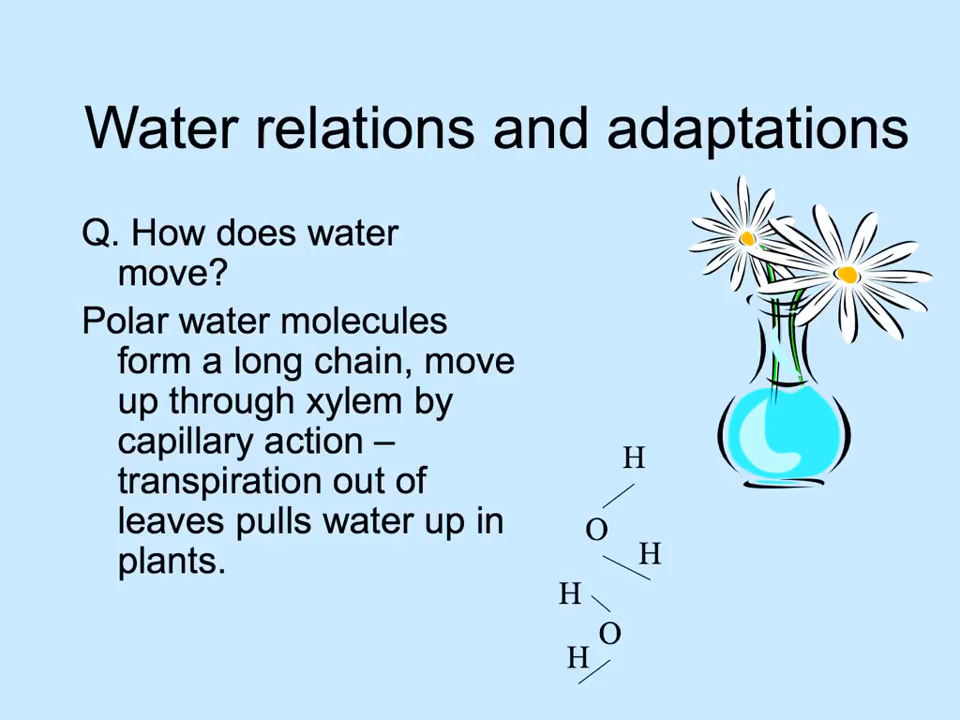 Water relations and adaptations
Q. How does water
move?
Polar water molecules
form a long chain, move
up through xylem by
capillary action –
transpiration out of
leaves pulls water up in
plants.
H
O
H
H
O
H